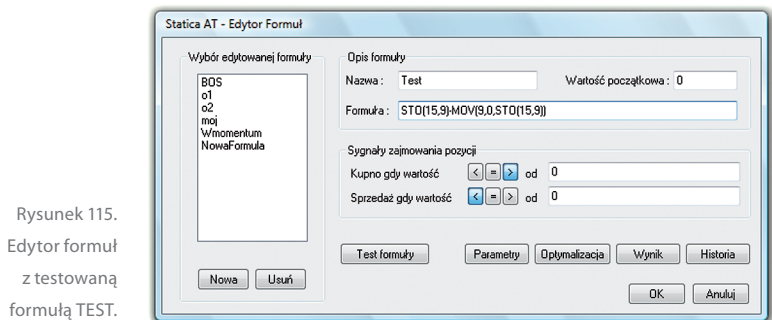 Statica AT - Edytor Formuł
Wybór edytowanej formuły
BOS
o1
o2
moj
Wmomentum
NowaFormula
Nowa
Usuń
Opis formuły
Nazwa : Test
Wartość początkowa : 0
Formuła : STO(15,9)-MOV(9,0,STO(15,9))
Sygnały zajmowania pozycji
Kupno gdy wartość < = > od 0
Sprzedaż gdy wartość < = > od 0
Test formuły
Parametry
Optymalizacja
Wynik
Historia
OK
Anuluj
Rysunek 115.
Edytor formuł
z testowaną
formułą TEST.